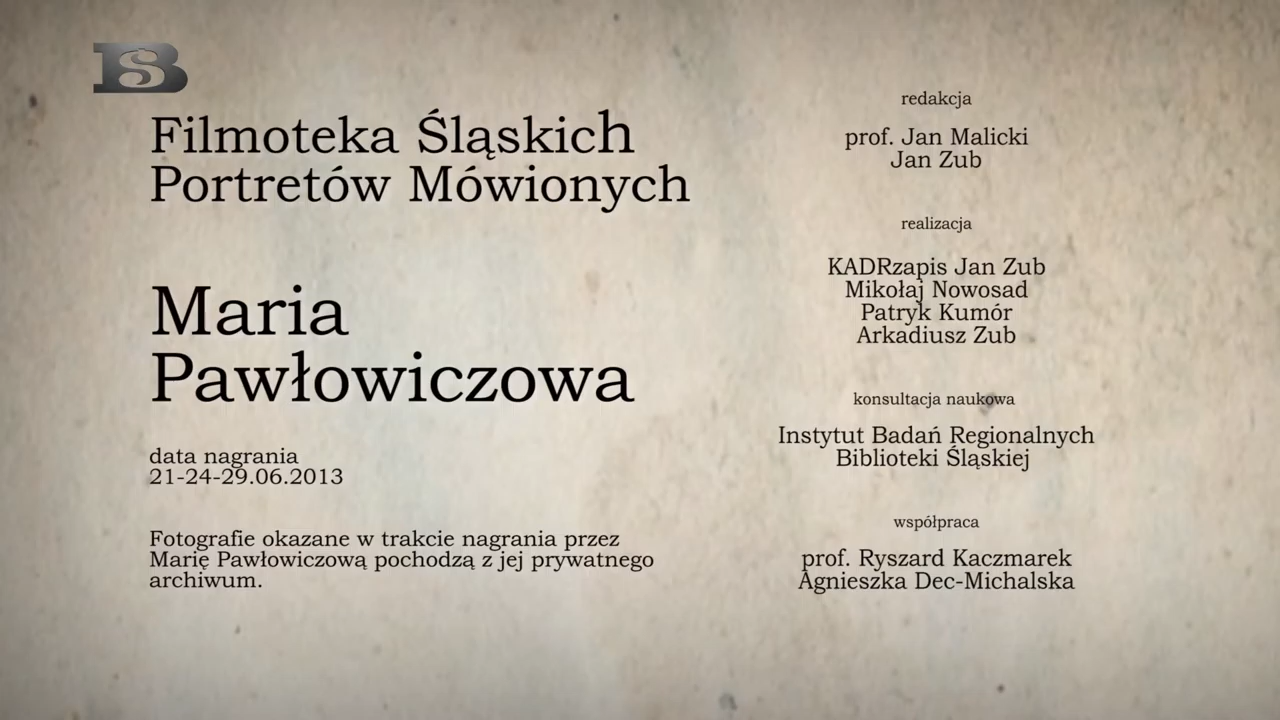 BS
Filmoteka Śląskich
Portretów Mówionych
Maria
Pawłowiczowa
data nagrania
21-24-29.06.2013
Fotografie okazane w trakcie nagrania przez
Marię Pawłowiczową pochodzą z jej prywatnego
archiwum.
redakcja
prof. Jan Malicki
Jan Zub
realizacja
KADRzapis Jan Zub
Mikołaj Nowosad
Patryk Kumór
Arkadiusz Zub
konsultacja naukowa
Instytut Badań Regionalnych
Biblioteki Śląskiej
współpraca
prof. Ryszard Kaczmarek
Agnieszka Dec-Michalska